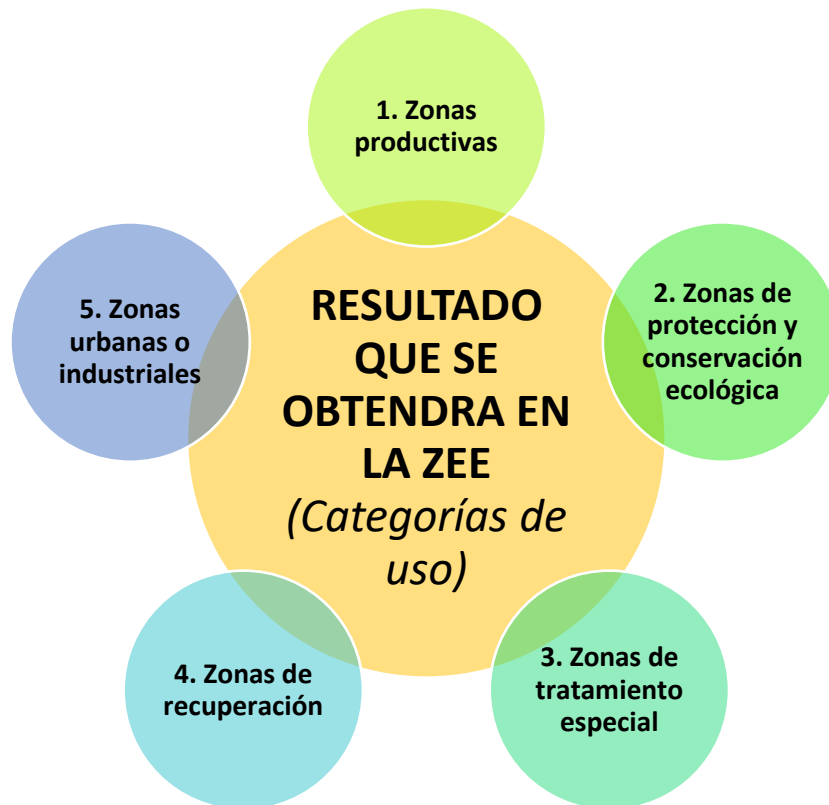 1. Zonas
productivas
RESULTADO
QUE SE
OBTENDRA EN
LA ZEE
(Categorías de
uso)
2. Zonas de
protección y
conservación
ecológica
3. Zonas de
tratamiento
especial
4. Zonas de
recuperación
5. Zonas
urbanas o
industriales